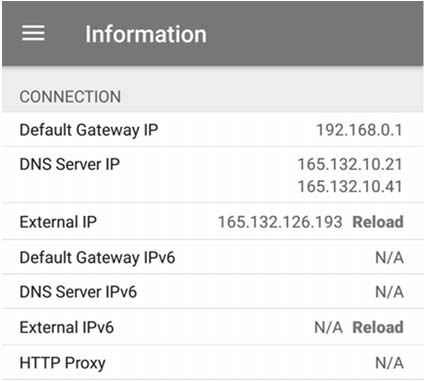 Information
CONNECTION
Default Gateway IP 192.168.0.1
DNS Server IP 165.132.10.21
165.132.10.41
External IP 165.132.126.193 Reload
Default Gateway IPv6 N/A
DNS Server IPv6 N/A
External IPv6 N/A Reload
HTTP Proxy N/A